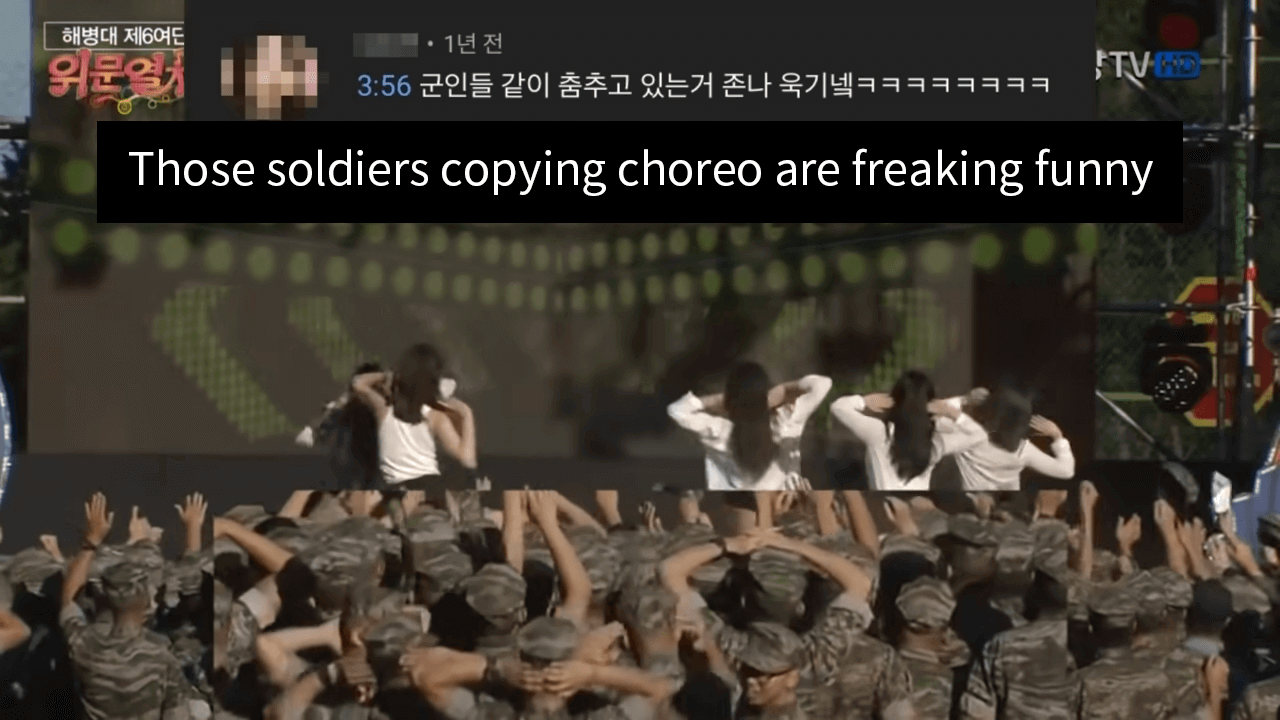 해병대 제6여단
위문열차
TV HD
• 1년 전
3:56 군인들 같이 춤추고 있는거 존나 욱기넼ㅋㅋㅋㅋㅋㅋㅋㅋ
Those soldiers copying choreo are freaking funny